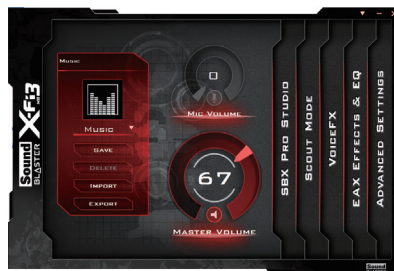 Music
Music
SAVE
DELETE
IMPORT
EXPORT
0
Mic Volume
67
Master Volume
SBX Pro Studio
Scout Mode
VoiceFX
EAX Effects & EQ
Advanced Settings
Sound
BLASTER
X-Fi3
Sound